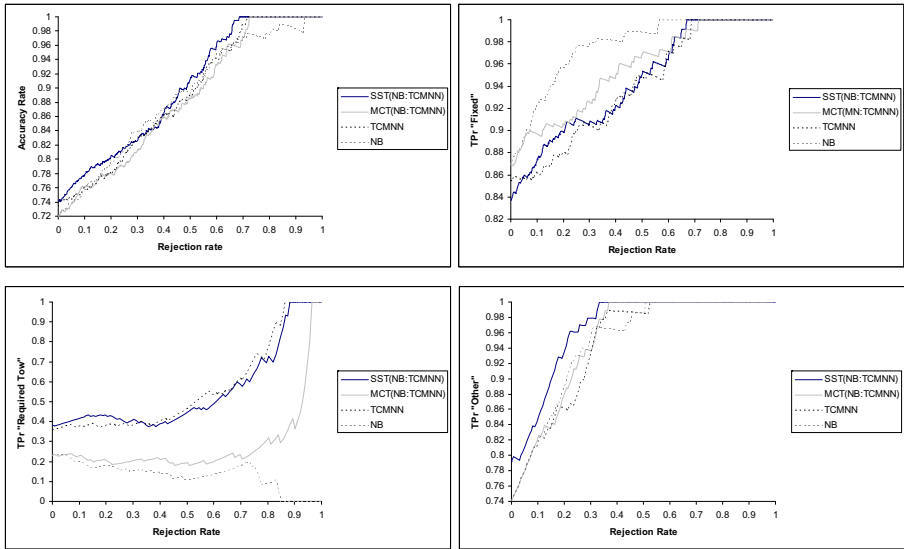 1
0.98
0.96
0.94
0.92
0.9
0.88
0.86
0.84
0.82
0.8
0.78
0.76
0.74
0.72
Accuracy Rate
0 0.1 0.2 0.3 0.4 0.5 0.6 0.7 0.8 0.9 1
Rejection rate
SST(NB:TCMNN)
MCT(NB:TCMNN)
TCMNN
NB
1
0.98
0.96
0.94
0.92
0.9
0.88
0.86
0.84
0.82
TPr "Fixed"
0 0.1 0.2 0.3 0.4 0.5 0.6 0.7 0.8 0.9 1
Rejection Rate
SST(NB:TCMNN)
MCT(MN:TCMNN)
TCMNN
NB
1
0.9
0.8
0.7
0.6
0.5
0.4
0.3
0.2
0.1
0
TPr "Required Tow"
0 0.1 0.2 0.3 0.4 0.5 0.6 0.7 0.8 0.9 1
Rejection Rate
SST(NB:TCMNN)
MCT(NB:TCMNN)
TCMNN
NB
1
0.98
0.96
0.94
0.92
0.9
0.88
0.86
0.84
0.82
0.8
0.78
0.76
0.74
TPr "Other"
0 0.1 0.2 0.3 0.4 0.5 0.6 0.7 0.8 0.9 1
Rejection Rate
SST(NB:TCMNN)
MCT(NB:TCMNN)
TCMNN
NB